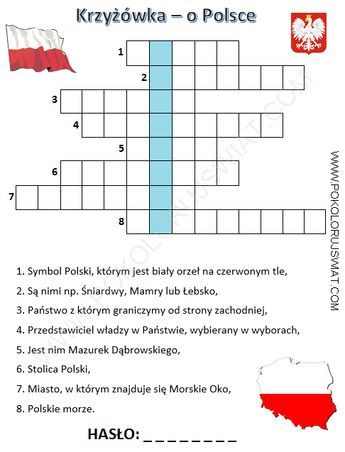 Krzyżówka – o Polsce
1
2
3
4
5
6
7
8
WWW.POKOLORUJSWIAT.COM
WWW.POKOLORUJSWIAT.COM
1. Symbol Polski, którym jest biały orzeł na czerwonym tle,
2. Są nimi np. Śniardwy, Mamry lub Łebsko,
3. Państwo z którym graniczymy od strony zachodniej,
4. Przedstawiciel władzy w Państwie, wybierany w wyborach,
5. Jest nim Mazurek Dąbrowskiego,
6. Stolica Polski,
7. Miasto, w którym znajduje się Morskie Oko,
8. Polskie morze.
HASŁO: _ _ _ _ _ _ _ _